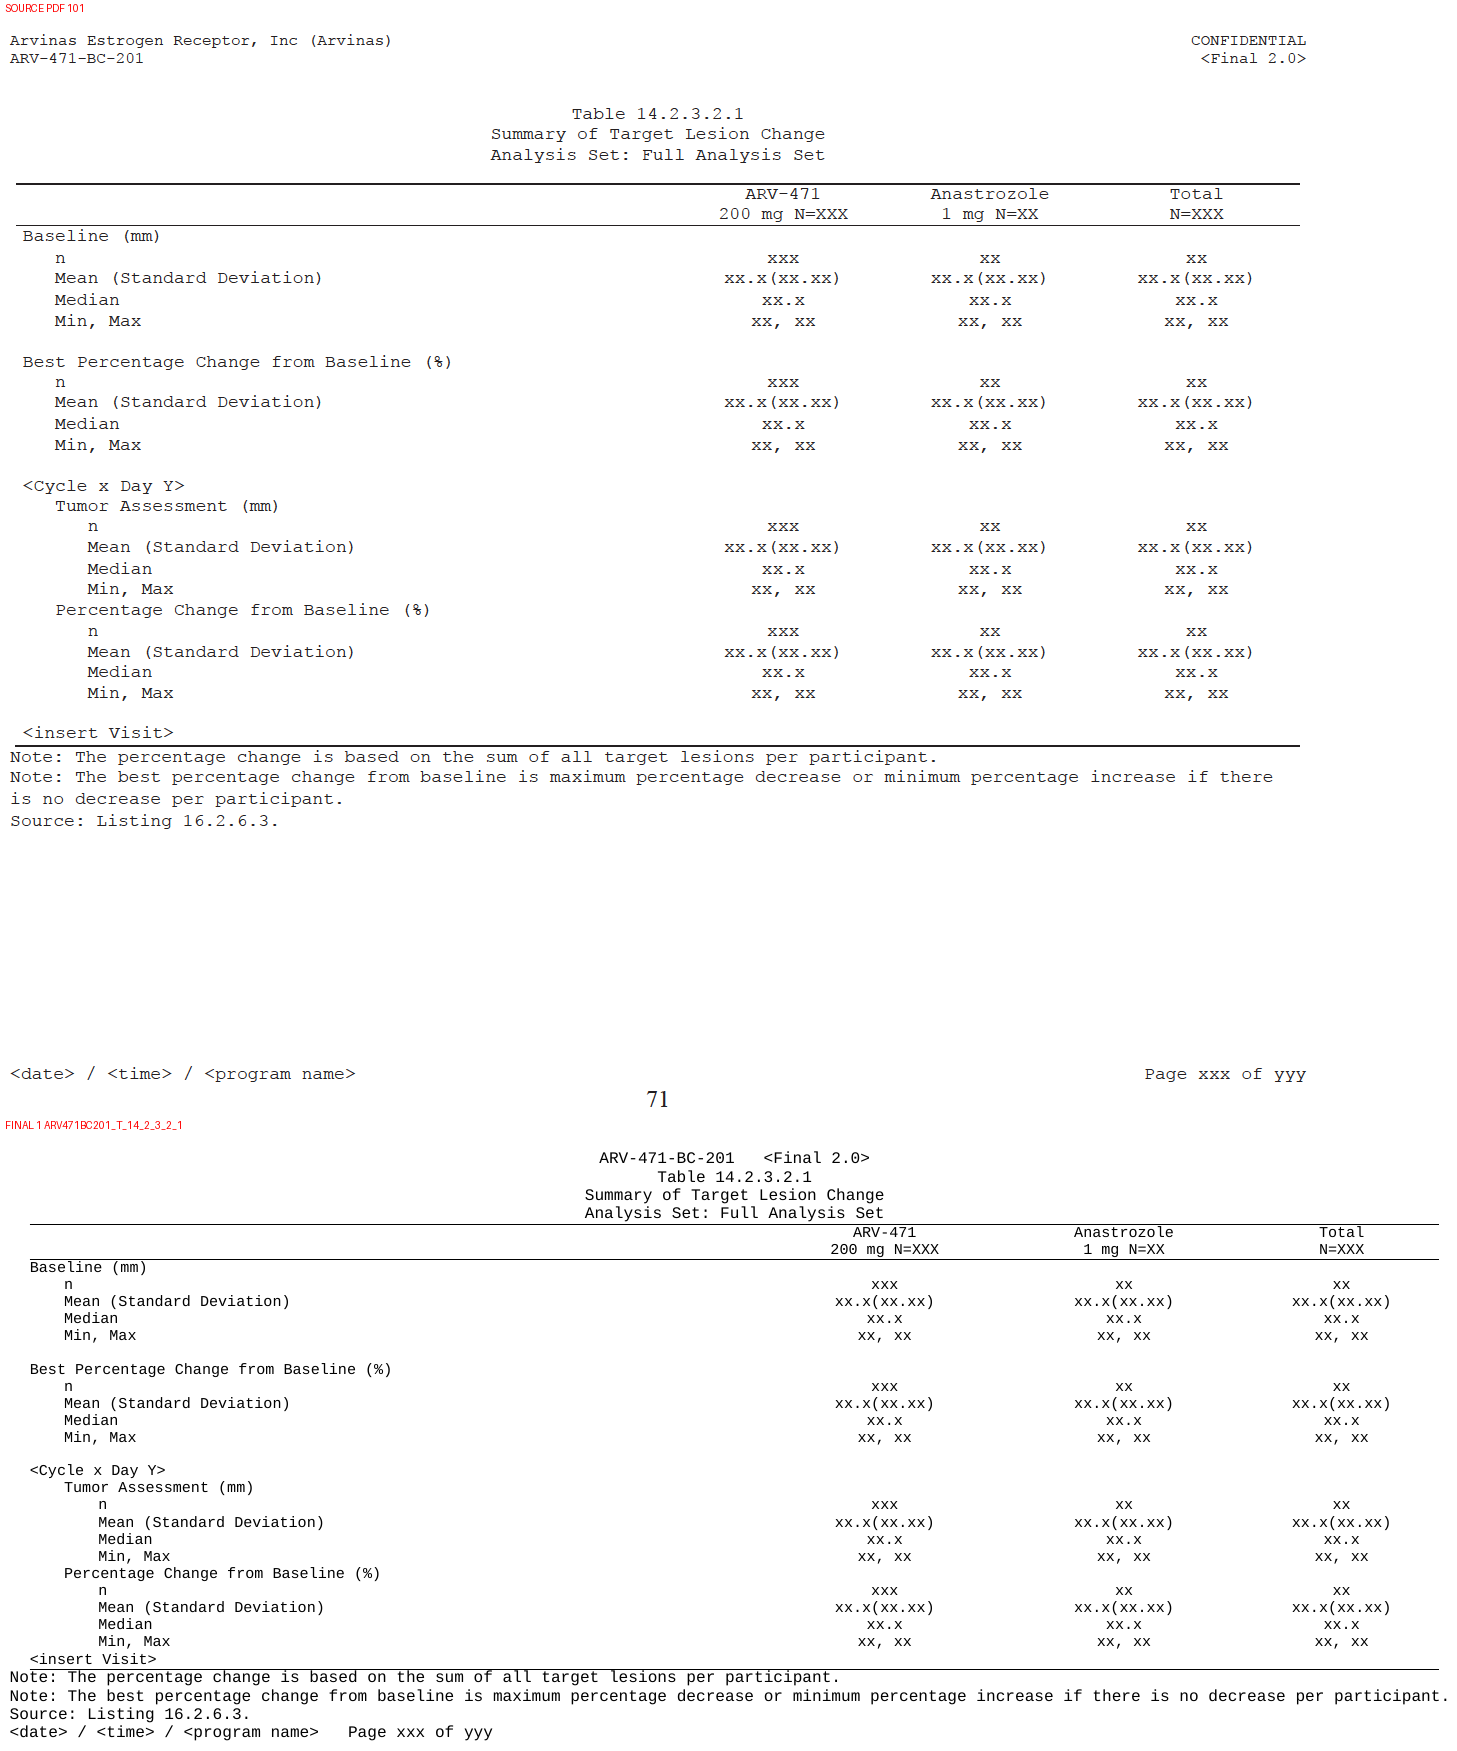 SOURCE PDF 101
Arvinas Estrogen Receptor, Inc (Arvinas) CONFIDENTIAL
ARV-471-BC-201 <Final 2.0>
Table 14.2.3.2.1
Summary of Target Lesion Change
Analysis Set: Full Analysis Set
ARV-471 Anastrozole Total
200 mg N=XXX 1 mg N=XX N=XXX
Baseline (mm)
n xxx xx xx
Mean (Standard Deviation) xx.x(xx.xx) xx.x(xx.xx) xx.x(xx.xx)
Median xx.x xx.x xx.x
Min, Max xx, xx xx, xx xx, xx
Best Percentage Change from Baseline (%)
n xxx xx xx
Mean (Standard Deviation) xx.x(xx.xx) xx.x(xx.xx) xx.x(xx.xx)
Median xx.x xx.x xx.x
Min, Max xx, xx xx, xx xx, xx
<Cycle x Day Y>
Tumor Assessment (mm)
n xxx xx xx
Mean (Standard Deviation) xx.x(xx.xx) xx.x(xx.xx) xx.x(xx.xx)
Median xx.x xx.x xx.x
Min, Max xx, xx xx, xx xx, xx
Percentage Change from Baseline (%)
n xxx xx xx
Mean (Standard Deviation) xx.x(xx.xx) xx.x(xx.xx) xx.x(xx.xx)
Median xx.x xx.x xx.x
Min, Max xx, xx xx, xx xx, xx
<insert Visit>
Note: The percentage change is based on the sum of all target lesions per participant.
Note: The best percentage change from baseline is maximum percentage decrease or minimum percentage increase if there
is no decrease per participant.
Source: Listing 16.2.6.3.
<date> / <time> / <program name> Page xxx of yyy
71
FINAL 1 ARV471BC201_T_14_2_3_2_1
ARV-471-BC-201 <Final 2.0>
Table 14.2.3.2.1
Summary of Target Lesion Change
Analysis Set: Full Analysis Set
ARV-471 Anastrozole Total
200 mg N=XXX 1 mg N=XX N=XXX
Baseline (mm)
n xxx xx xx
Mean (Standard Deviation) xx.x(xx.xx) xx.x(xx.xx) xx.x(xx.xx)
Median xx.x xx.x xx.x
Min, Max xx, xx xx, xx xx, xx
Best Percentage Change from Baseline (%)
n xxx xx xx
Mean (Standard Deviation) xx.x(xx.xx) xx.x(xx.xx) xx.x(xx.xx)
Median xx.x xx.x xx.x
Min, Max xx, xx xx, xx xx, xx
<Cycle x Day Y>
Tumor Assessment (mm)
n xxx xx xx
Mean (Standard Deviation) xx.x(xx.xx) xx.x(xx.xx) xx.x(xx.xx)
Median xx.x xx.x xx.x
Min, Max xx, xx xx, xx xx, xx
Percentage Change from Baseline (%)
n xxx xx xx
Mean (Standard Deviation) xx.x(xx.xx) xx.x(xx.xx) xx.x(xx.xx)
Median xx.x xx.x xx.x
Min, Max xx, xx xx, xx xx, xx
<insert Visit>
Note: The percentage change is based on the sum of all target lesions per participant.
Note: The best percentage change from baseline is maximum percentage decrease or minimum percentage increase if there is no decrease per participant.
Source: Listing 16.2.6.3.
<date> / <time> / <program name> Page xxx of yyy